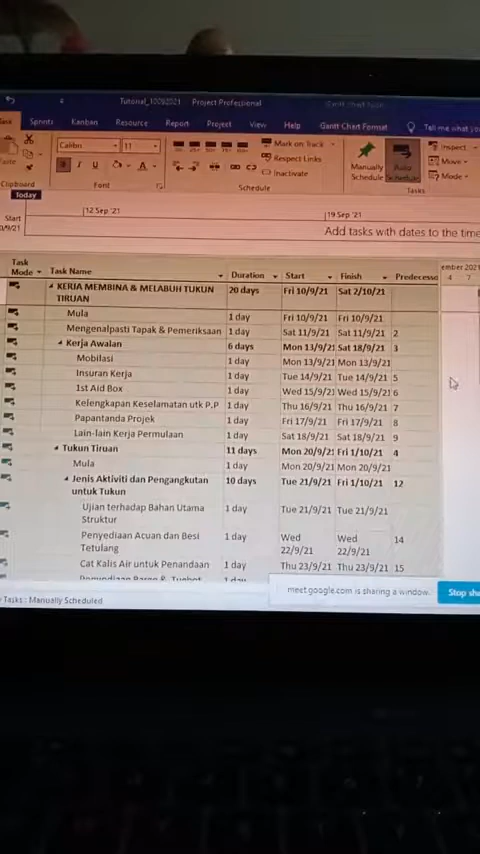 Tutorial_10092021 - Project Professional
Gantt Chart Tools
Task Sprints Kanban Resource Report Project View Help Gantt Chart Format Tell me what you
Calibri 11
Mark on Track
Respect Links
Inactivate
Manually Schedule
Auto Schedule
Inspect
Move
Mode
Clipboard Font Schedule Tasks
Today
12 Sep '21 19 Sep '21
Start
Add tasks with dates to the time
Task Mode Task Name Duration Start Finish Predecesso
ember 2021
4 7
KERJA MEMBINA & MELABUH TUKUN TIRUAN 20 days Fri 10/9/21 Sat 2/10/21
Mula 1 day Fri 10/9/21 Fri 10/9/21
Mengenalpasti Tapak & Pemeriksaan 1 day Sat 11/9/21 Sat 11/9/21 2
Kerja Awalan 6 days Mon 13/9/21 Sat 18/9/21 3
Mobilasi 1 day Mon 13/9/21 Mon 13/9/21
Insuran Kerja 1 day Tue 14/9/21 Tue 14/9/21 5
1st Aid Box 1 day Wed 15/9/21 Wed 15/9/21 6
Kelengkapan Keselamatan utk P.P 1 day Thu 16/9/21 Thu 16/9/21 7
Papantanda Projek 1 day Fri 17/9/21 Fri 17/9/21 8
Lain-lain Kerja Permulaan 1 day Sat 18/9/21 Sat 18/9/21 9
Tukun Tiruan 11 days Mon 20/9/21 Fri 1/10/21 4
Mula 1 day Mon 20/9/21 Mon 20/9/21
Jenis Aktiviti dan Pengangkutan untuk Tukun 10 days Tue 21/9/21 Fri 1/10/21 12
Ujian terhadap Bahan Utama Struktur 1 day Tue 21/9/21 Tue 21/9/21
Penyediaan Acuan dan Besi Tetulang 1 day Wed 22/9/21 Wed 22/9/21 14
Cat Kalis Air untuk Penandaan 1 day Thu 23/9/21 Thu 23/9/21 15
meet.google.com is sharing a window.
Stop sha
Tasks : Manually Scheduled